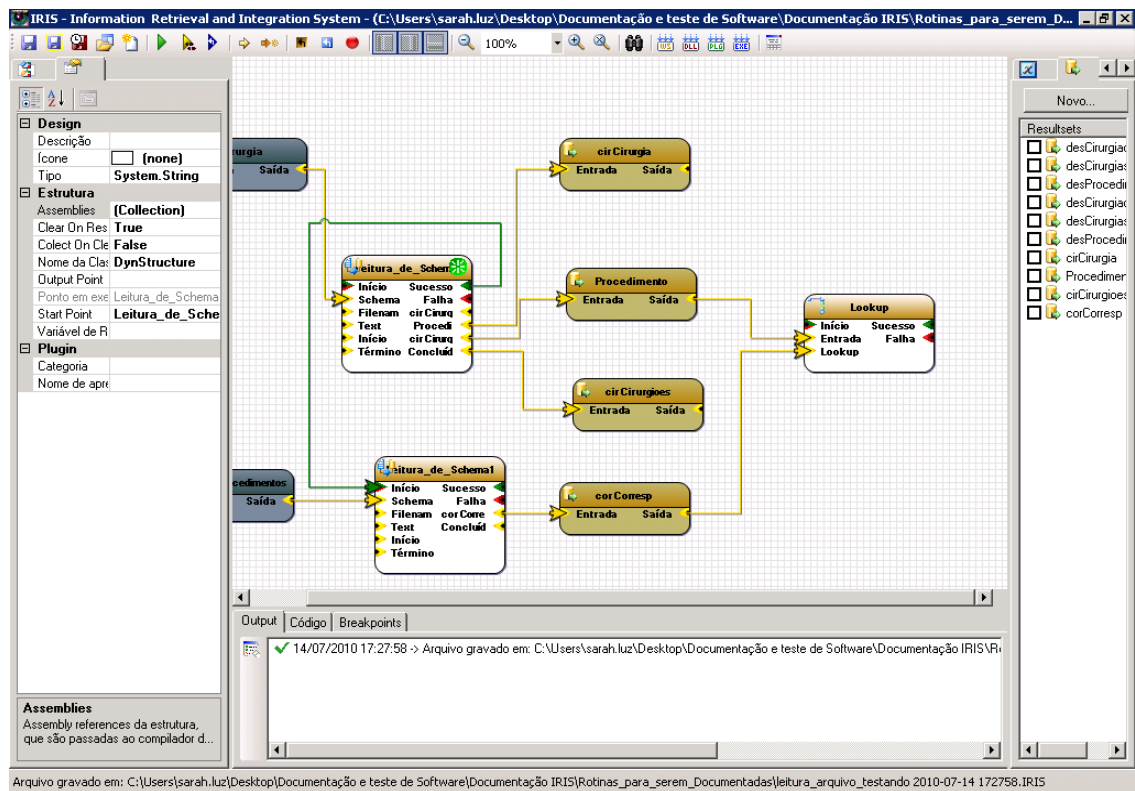 IRIS - Information Retrieval and Integration System - (C:\Users\sarah.luz\Desktop\Documentação e teste de Software\Documentação IRIS\Rotinas_para_serem_D...
100%
WS DLL PLG EXE
Novo...
Design
Descrição
Ícone (none)
Tipo System.String
Estrutura
Assemblies (Collection)
Clear On Res True
Colect On Cle False
Nome da Clas DynStructure
Output Point
Ponto em exe Leitura_de_Schema
Start Point Leitura_de_Sche
Variável de R
Plugin
Categoria
Nome de apre
Assemblies
Assembly references da estrutura,
que são passadas ao compilador d...
rurgia
Saída
cirCirurgia
Entrada Saída
Leitura_de_Schem
Início Sucesso
Schema Falha
Filenam cirCirurg
Text Procedi
Início cirCirurg
Término Concluíd
Procedimento
Entrada Saída
Lookup
Início Sucesso
Entrada Falha
Lookup
cirCirurgioes
Entrada Saída
cedimentos
Saída
eitura_de_Schema1
Início Sucesso
Schema Falha
Filenam corCorre
Text Concluíd
Início
Término
corCorresp
Entrada Saída
Resultsets
desCirurgiac
desCirurgias
desProcedi
desCirurgiac
desCirurgias
desProcedi
cirCirurgia
Procedimen
cirCirurgioes
corCorresp
Output Código Breakpoints
14/07/2010 17:27:58 -> Arquivo gravado em: C:\Users\sarah.luz\Desktop\Documentação e teste de Software\Documentação IRIS\R
Arquivo gravado em: C:\Users\sarah.luz\Desktop\Documentação e teste de Software\Documentação IRIS\Rotinas_para_serem_Documentadas\leitura_arquivo_testando 2010-07-14 172758.IRIS